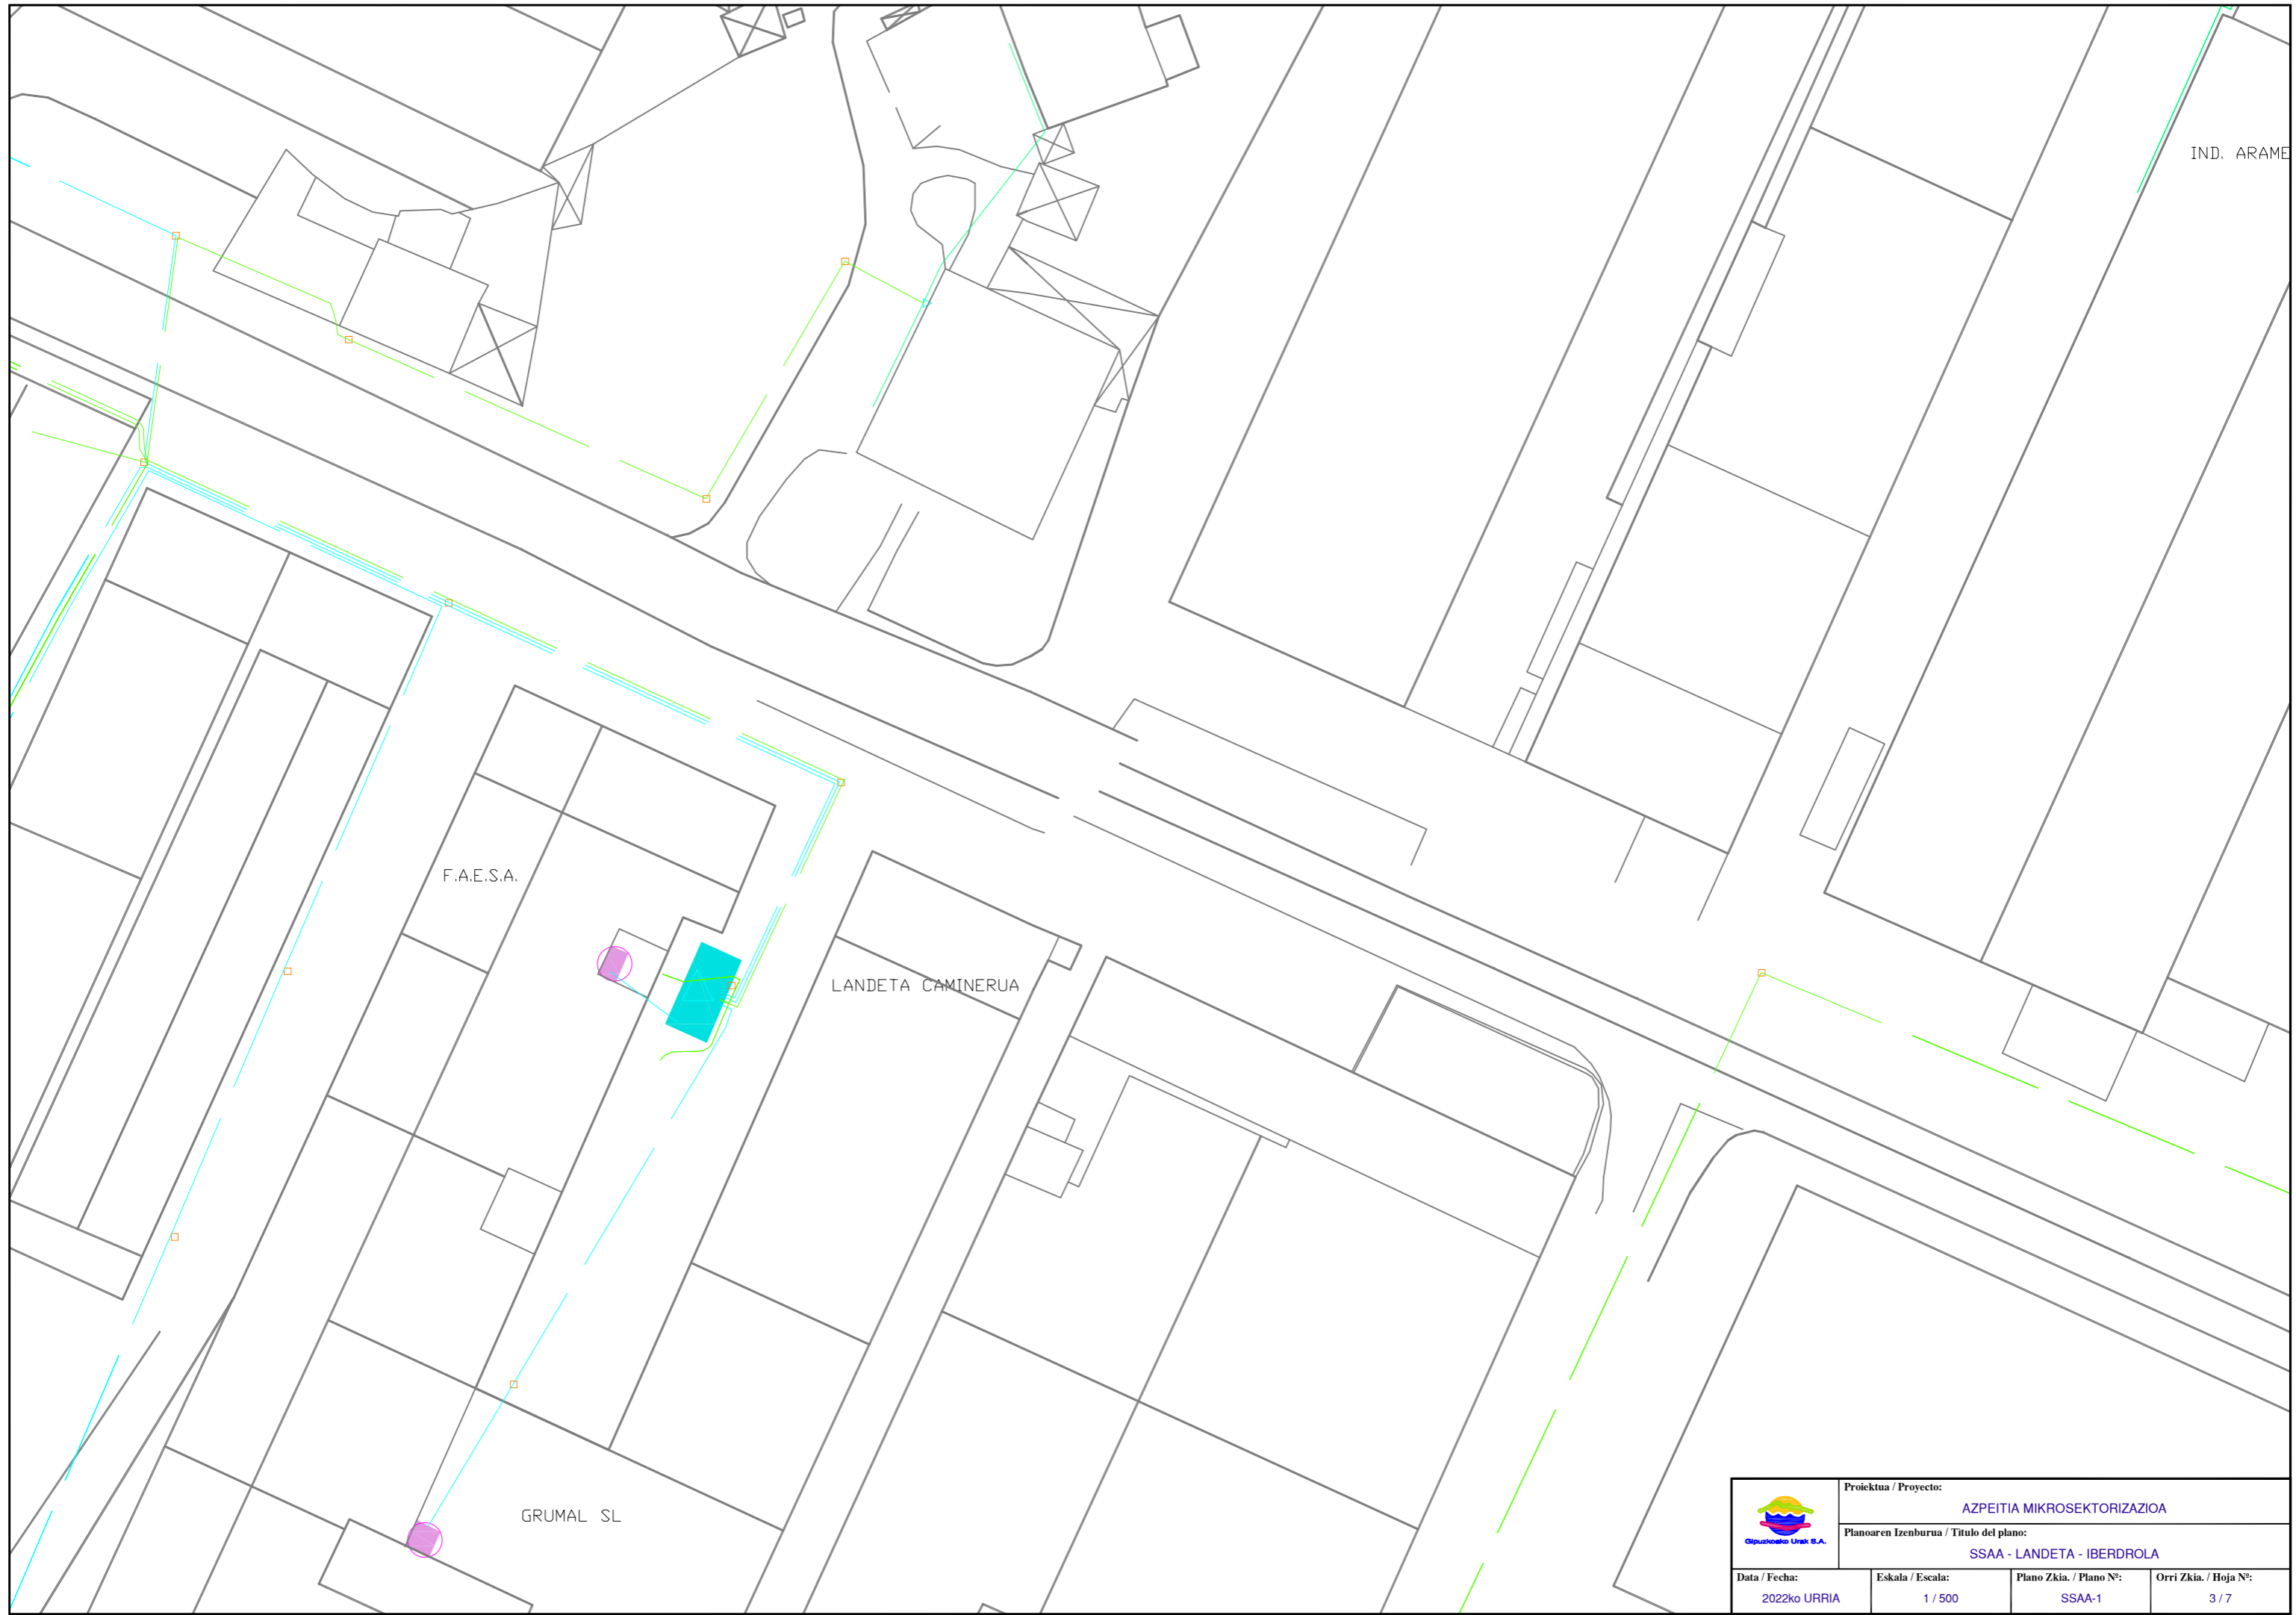 IND. ARAME
F.A.E.S.A.
LANDETA CAMINERUA
GRUMAL SL
Gipuzkoako Urak S.A.
Proiektua / Proyecto:
AZPEITIA MIKROSEKTORIZAZIOA
Planoaren Izenburua / Titulo del plano:
SSAA - LANDETA - IBERDROLA
Data / Fecha:
2022ko URRIA
Eskala / Escala:
1 / 500
Plano Zkia. / Plano Nº:
SSAA-1
Orri Zkia. / Hoja Nº:
3 / 7